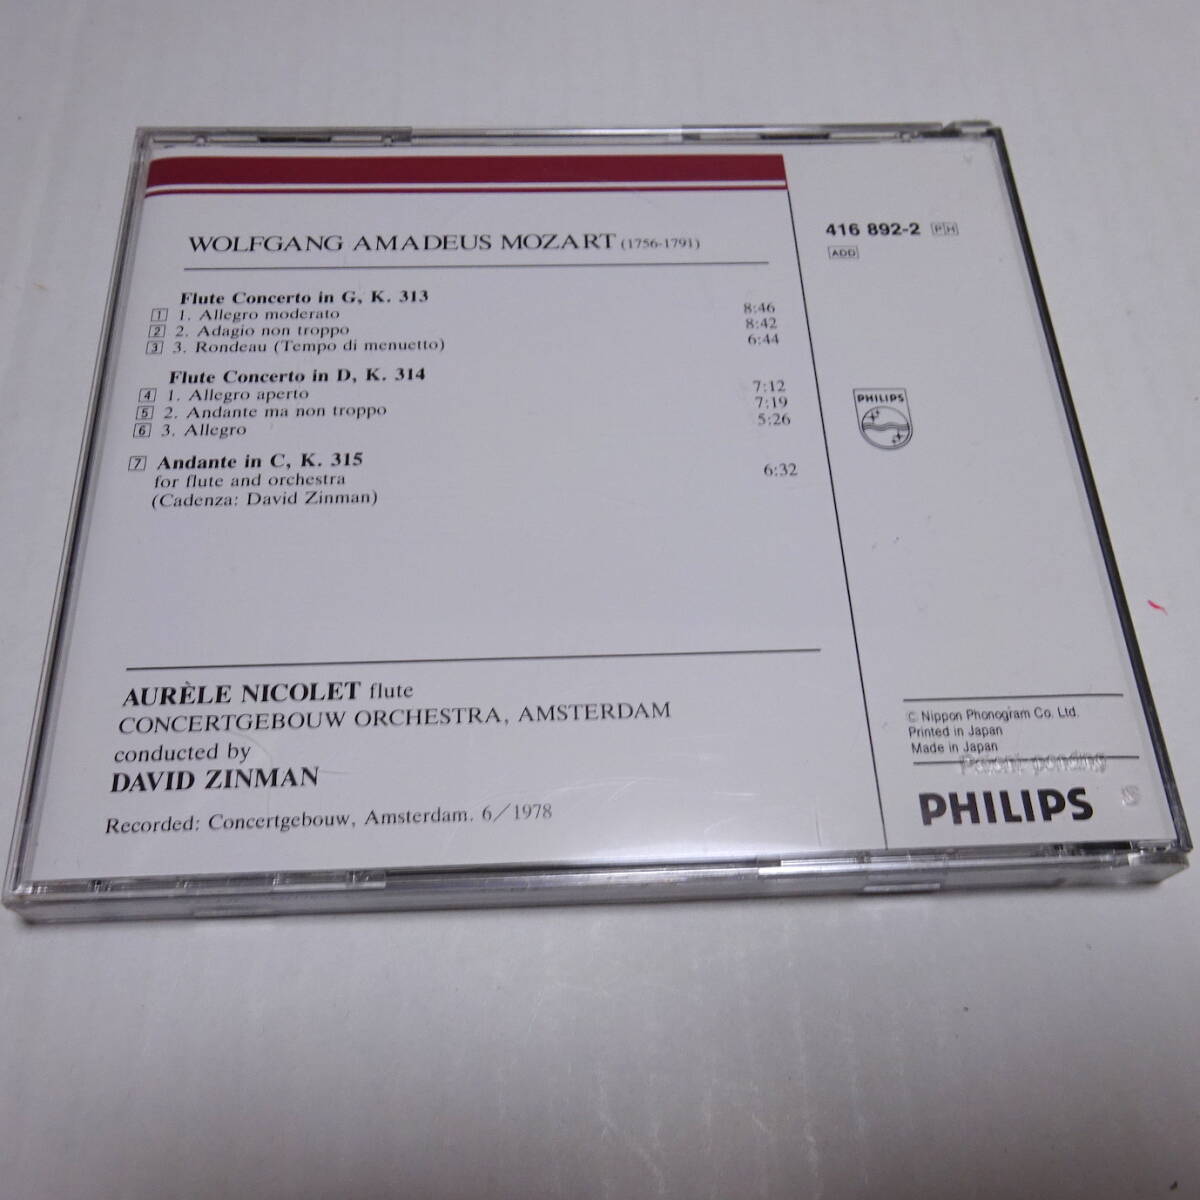 WOLFGANG AMADEUS MOZART (1756-1791)
Flute Concerto in G, K. 313
1 1. Allegro moderato 8:46
2 2. Adagio non troppo 8:42
3 3. Rondeau (Tempo di menuetto) 6:44
Flute Concerto in D, K. 314
4 1. Allegro aperto 7:12
5 2. Andante ma non troppo 7:19
6 3. Allegro 5:26
7 Andante in C, K. 315
for flute and orchestra 6:32
(Cadenza: David Zinman)
AURÈLE NICOLET flute
CONCERTGEBOUW ORCHESTRA, AMSTERDAM
conducted by
DAVID ZINMAN
Recorded: Concertgebouw, Amsterdam. 6/1978
416 892-2 PH
ADD
PHILIPS
© Nippon Phonogram Co. Ltd.
Printed in Japan
Made in Japan
Patent pending
PHILIPS
S